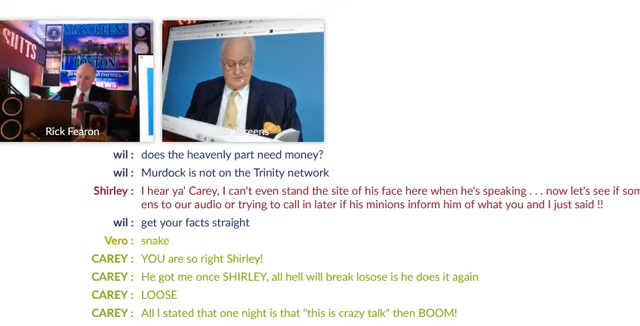 SUITS
BOSTON
NEWS
Rick Fearon
wil : does the heavenly part need money?
wil : Murdock is not on the Trinity network
Shirley : I hear ya' Carey, I can't even stand the site of his face here when he's speaking . . . now let's see if som
ens to our audio or trying to call in later if his minions inform him of what you and I just said !!
wil : get your facts straight
Vero : snake
CAREY : YOU are so right Shirley!
CAREY : He got me once SHIRLEY, all hell will break losose is he does it again
CAREY : LOOSE
CAREY : All I stated that one night is that "this is crazy talk" then BOOM!